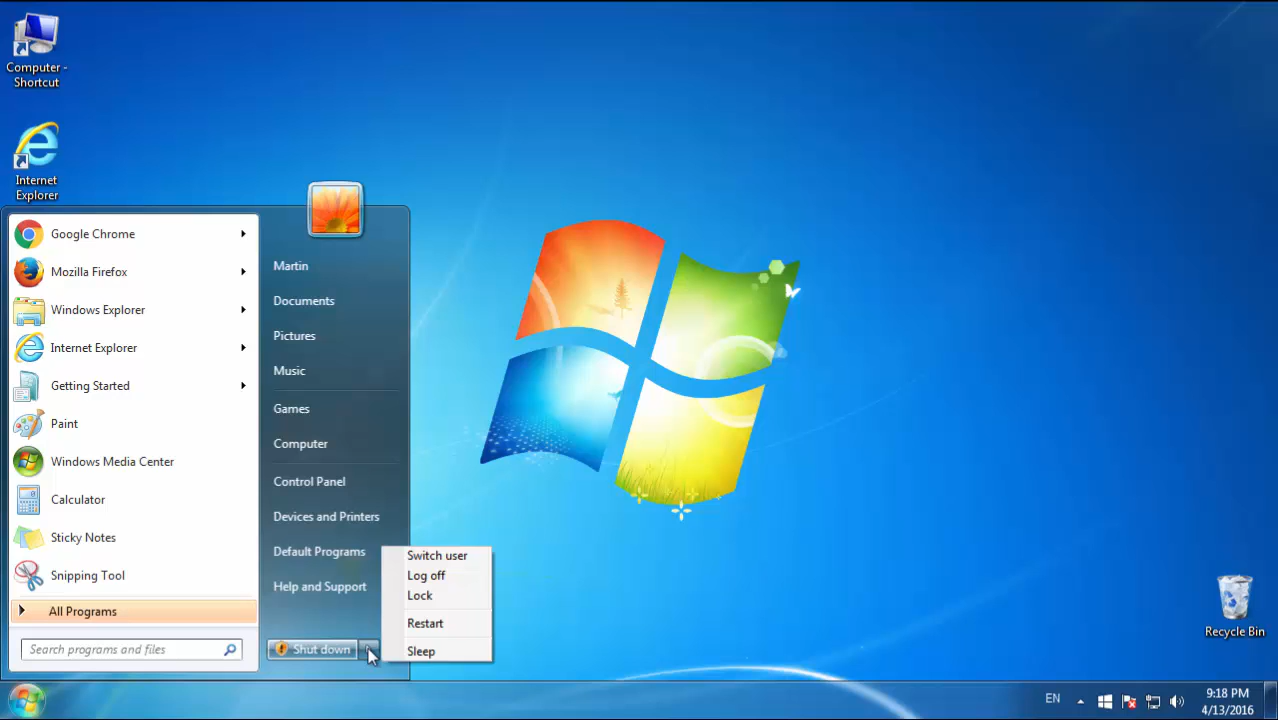 Computer -
Shortcut
Internet
Explorer
Google Chrome
Mozilla Firefox
Windows Explorer
Internet Explorer
Getting Started
Paint
Windows Media Center
Calculator
Sticky Notes
Snipping Tool
All Programs
Search programs and files
Martin
Documents
Pictures
Music
Games
Computer
Control Panel
Devices and Printers
Default Programs
Help and Support
Shut down
Switch user
Log off
Lock
Restart
Sleep
Recycle Bin
EN
9:18 PM
4/13/2016